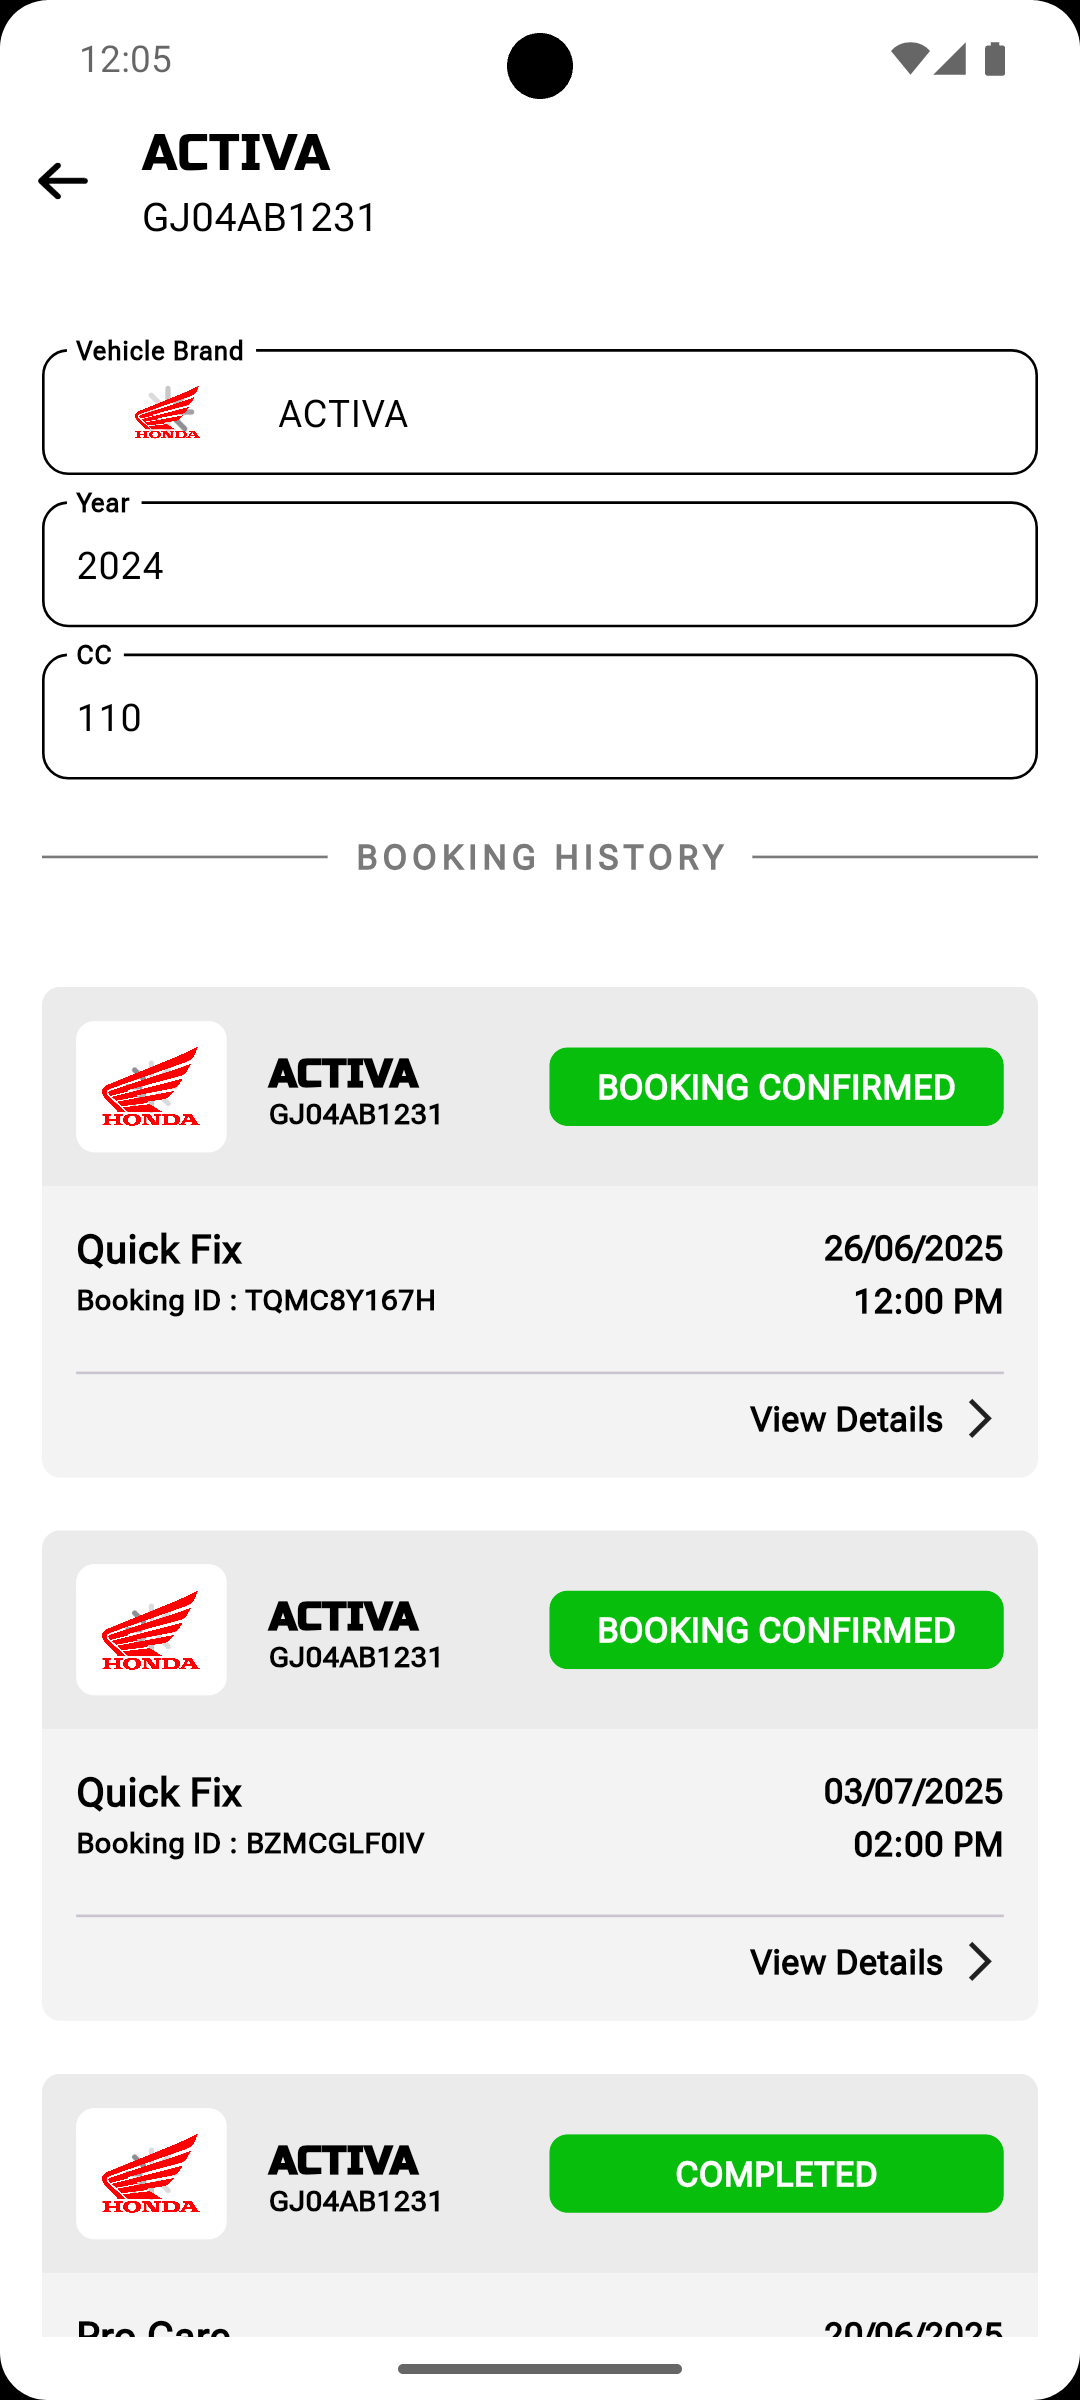 12:05
ACTIVA
GJ04AB1231
Vehicle Brand
HONDA
ACTIVA
Year
2024
CC
110
BOOKING HISTORY
HONDA
ACTIVA
GJ04AB1231
BOOKING CONFIRMED
Quick Fix
26/06/2025
Booking ID : TQMC8Y167H
12:00 PM
View Details
HONDA
ACTIVA
GJ04AB1231
BOOKING CONFIRMED
Quick Fix
03/07/2025
Booking ID : BZMCGLF0IV
02:00 PM
View Details
HONDA
ACTIVA
GJ04AB1231
COMPLETED
Pro Care
20/06/2025